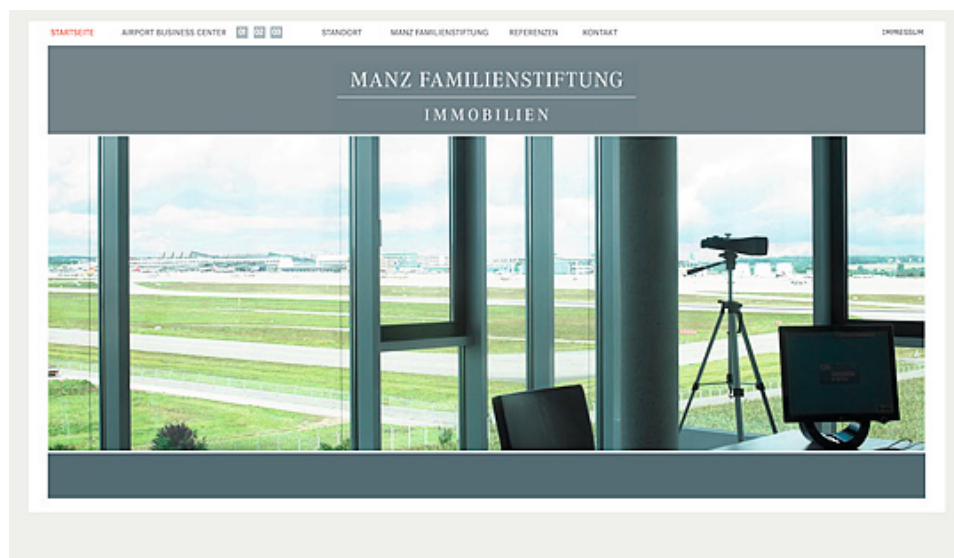 STARTSEITE AIRPORT BUSINESS CENTER 01 02 03 STANDORT MANZ FAMILIENSTIFTUNG REFERENZEN KONTAKT IMPRESSUM
MANZ FAMILIENSTIFTUNG
IMMOBILIEN